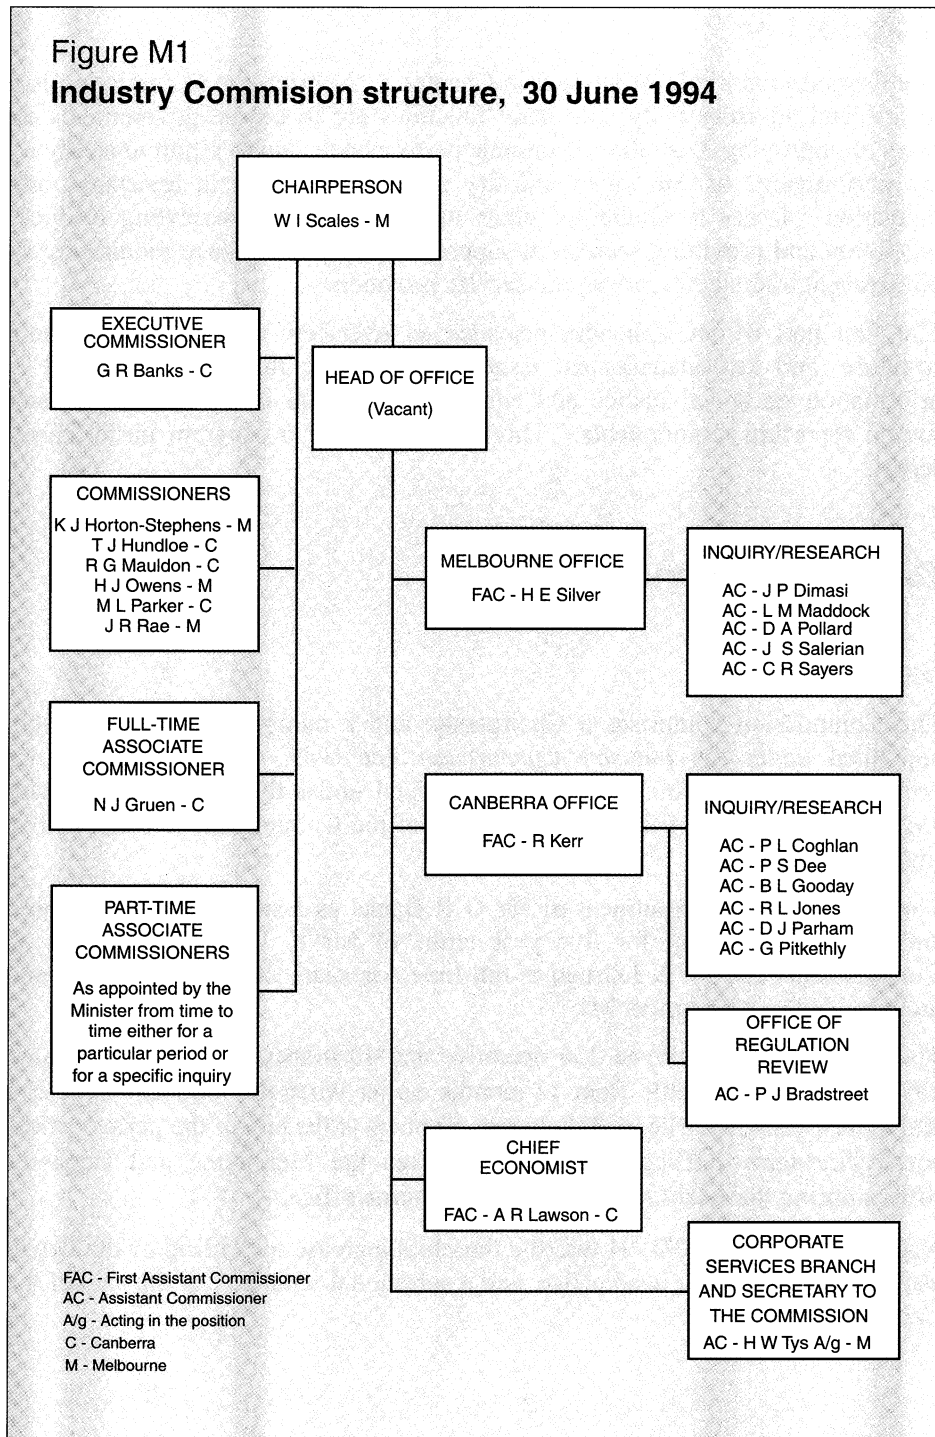 Figure M1
Industry Commision structure, 30 June 1994
CHAIRPERSON
W I Scales - M
EXECUTIVE
COMMISSIONER
G R Banks - C
HEAD OF OFFICE
(Vacant)
COMMISSIONERS
K J Horton-Stephens - M
T J Hundloe - C
R G Mauldon - C
H J Owens - M
M L Parker - C
J R Rae - M
MELBOURNE OFFICE
FAC - H E Silver
INQUIRY/RESEARCH
AC - J P Dimasi
AC - L M Maddock
AC - D A Pollard
AC - J S Salerian
AC - C R Sayers
FULL-TIME
ASSOCIATE
COMMISSIONER
N J Gruen - C
CANBERRA OFFICE
FAC - R Kerr
INQUIRY/RESEARCH
AC - P L Coghlan
AC - P S Dee
AC - B L Gooday
AC - R L Jones
AC - D J Parham
AC - G Pitkethly
PART-TIME
ASSOCIATE
COMMISSIONERS
As appointed by the
Minister from time to
time either for a
particular period or
for a specific inquiry
OFFICE OF
REGULATION
REVIEW
AC - P J Bradstreet
CHIEF
ECONOMIST
FAC - A R Lawson - C
CORPORATE
SERVICES BRANCH
AND SECRETARY TO
THE COMMISSION
AC - H W Tys A/g - M
FAC - First Assistant Commissioner
AC - Assistant Commissioner
A/g - Acting in the position
C - Canberra
M - Melbourne